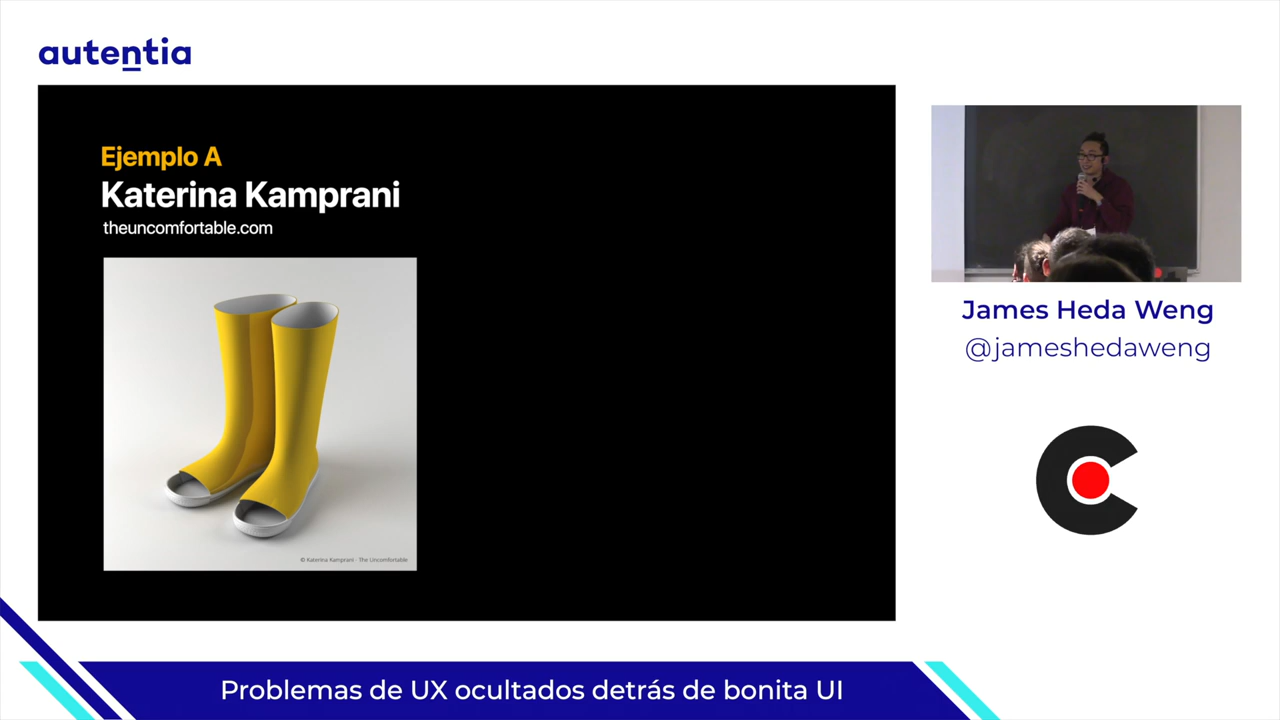 autentia
Ejemplo A
Katerina Kamprani
theuncomfortable.com
© Katerina Kamprani - The Uncomfortable
James Heda Weng
@jameshedaweng
Problemas de UX ocultados detrás de bonita UI